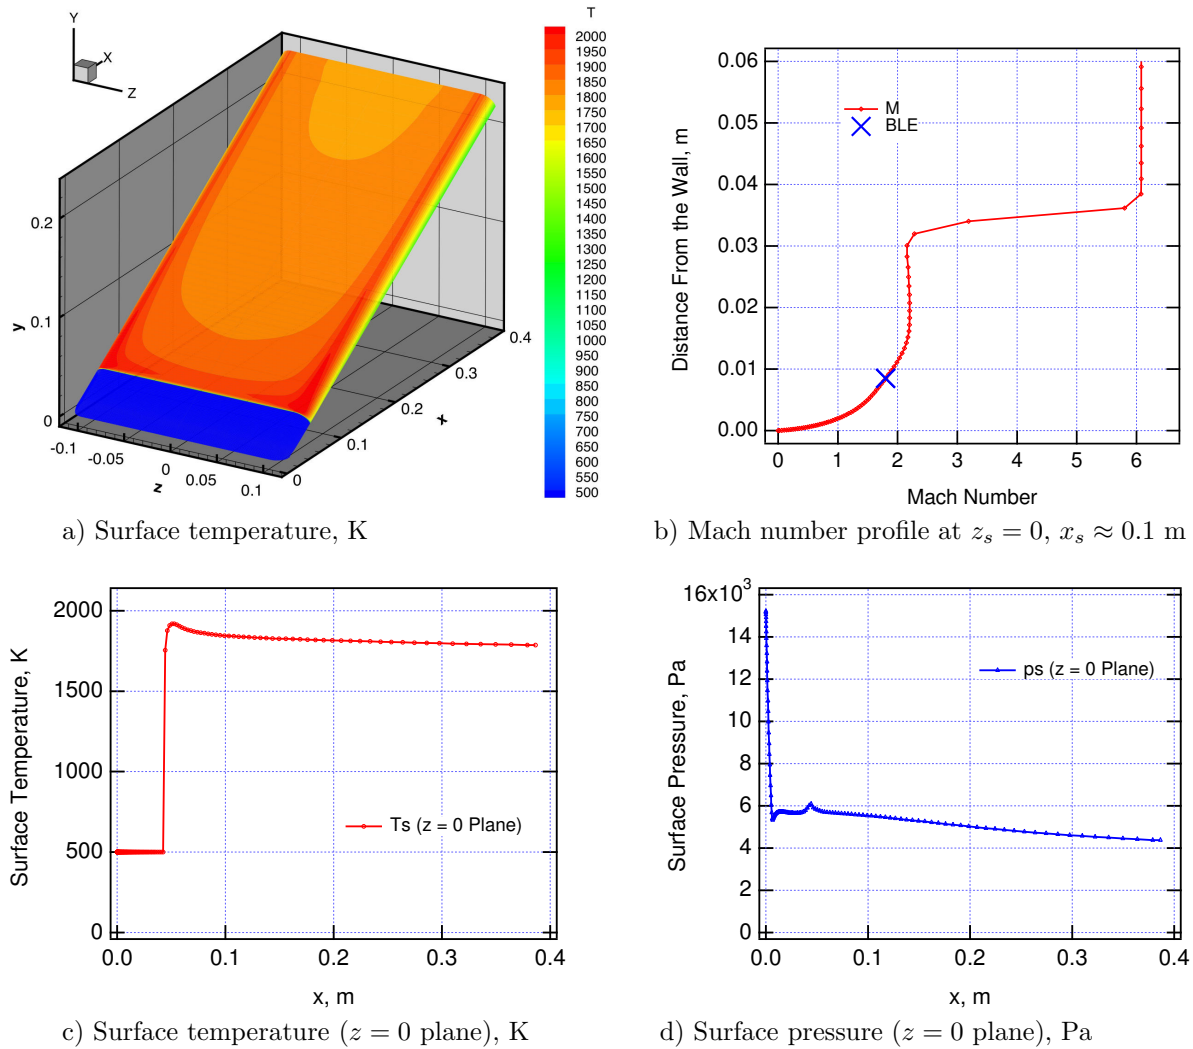 Y
X
Z
T
2000
1950
1900
1850
1800
1750
1700
1650
1600
1550
1500
1450
1400
1350
1300
1250
1200
1150
1100
1050
1000
950
900
850
800
750
700
650
600
550
500
y
0.2
0.1
0
-0.1
-0.05
0
0.05
0.1
z
0
0.1
0.2
0.3
0.4
x
a) Surface temperature, K
Distance From the Wall, m
0.06
0.05
0.04
0.03
0.02
0.01
0.00
M
BLE
0 1 2 3 4 5 6
Mach Number
b) Mach number profile at z_s = 0, x_s ≈ 0.1 m
Surface Temperature, K
2000
1500
1000
500
0
Ts (z = 0 Plane)
0.0 0.1 0.2 0.3 0.4
x, m
c) Surface temperature (z = 0 plane), K
Surface Pressure, Pa
16x10³
14
12
10
8
6
4
2
0
ps (z = 0 Plane)
0.0 0.1 0.2 0.3 0.4
x, m
d) Surface pressure (z = 0 plane), Pa